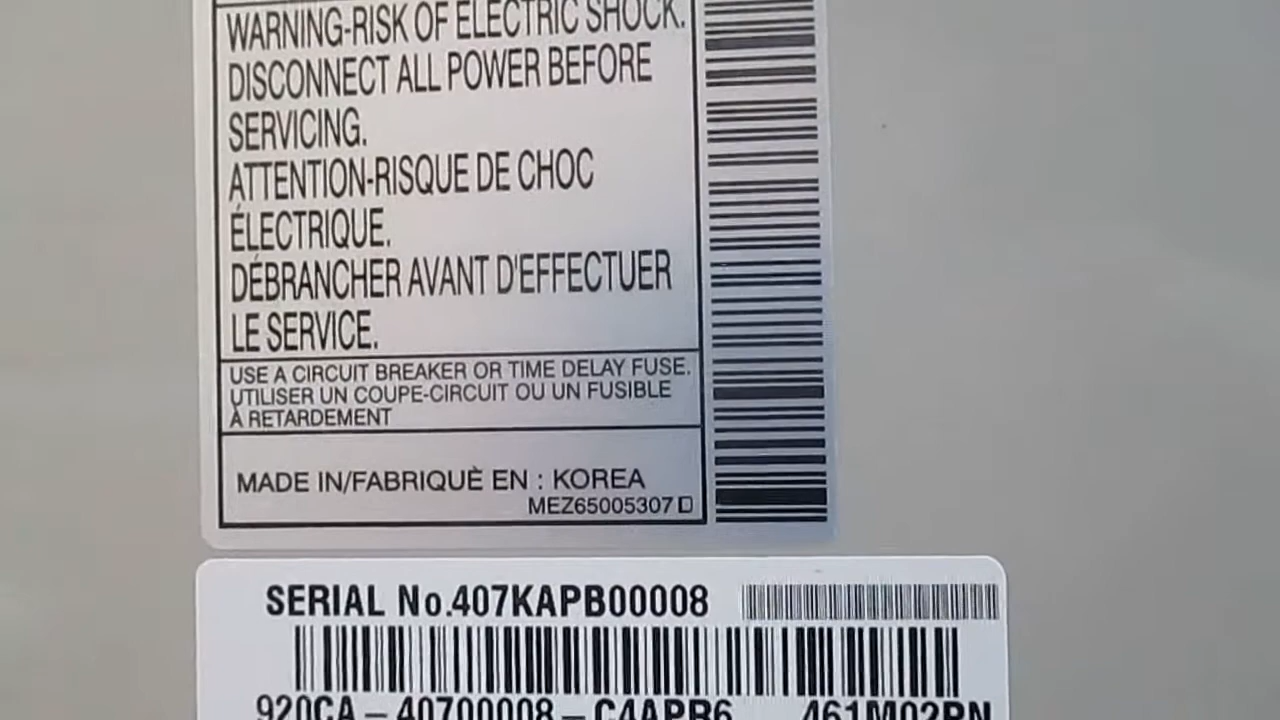 WARNING-RISK OF ELECTRIC SHOCK.
DISCONNECT ALL POWER BEFORE
SERVICING.
ATTENTION-RISQUE DE CHOC
ÉLECTRIQUE.
DÉBRANCHER AVANT D'EFFECTUER
LE SERVICE.
USE A CIRCUIT BREAKER OR TIME DELAY FUSE.
UTILISER UN COUPE-CIRCUIT OU UN FUSIBLE
À RETARDEMENT
MADE IN/FABRIQUÈ EN : KOREA
MEZ65005307
SERIAL No.407KAPB00008
920CA – 40700008 – C4APR6 461M02RN